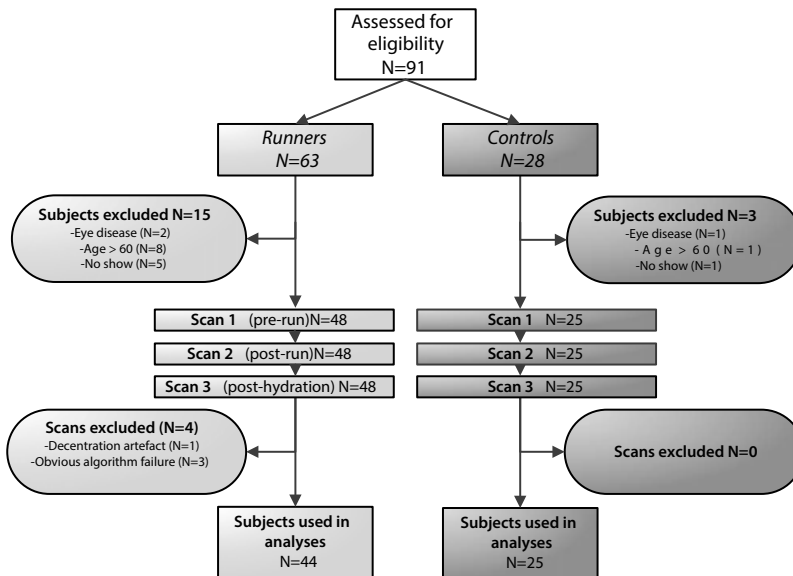 Assessed for
eligibility
N=91
Runners
N=63
Controls
N=28
Subjects excluded N=15
-Eye disease (N=2)
-Age > 60 (N=8)
-No show (N=5)
Subjects excluded N=3
-Eye disease (N=1)
- Age > 60 (N=1)
-No show (N=1)
Scan 1 (pre-run)N=48
Scan 2 (post-run)N=48
Scan 3 (post-hydration) N=48
Scan 1 N=25
Scan 2 N=25
Scan 3 N=25
Scans excluded (N=4)
-Decentration artefact (N=1)
-Obvious algorithm failure (N=3)
Scans excluded N=0
Subjects used in
analyses
N=44
Subjects used in
analyses
N=25